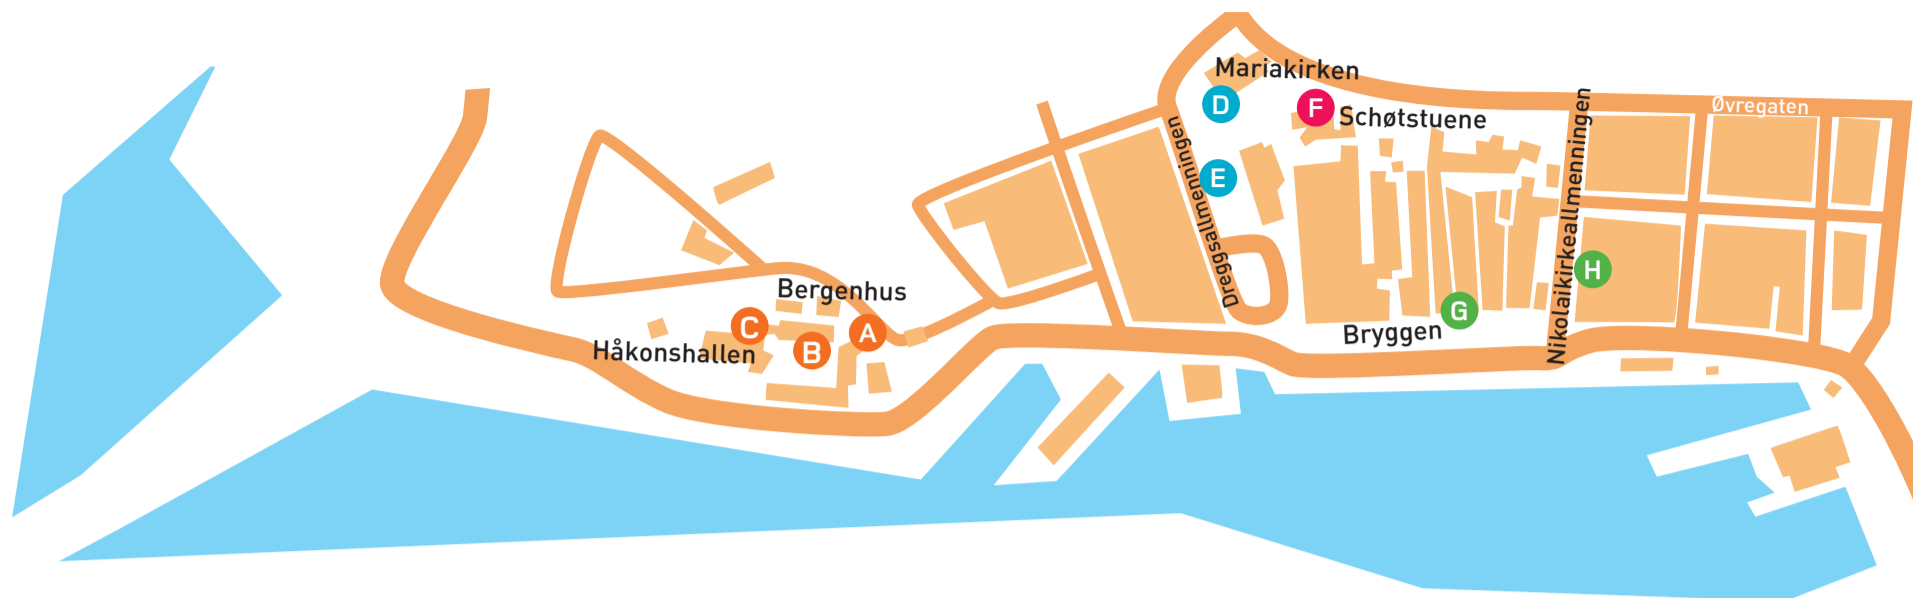 Mariakirken
D
F
Schøtstuene
Øvregaten
Dreggsallmenningen
E
Nikolaikirkeallmenningen
H
Bergenhus
G
Bryggen
C
A
B
Håkonshallen